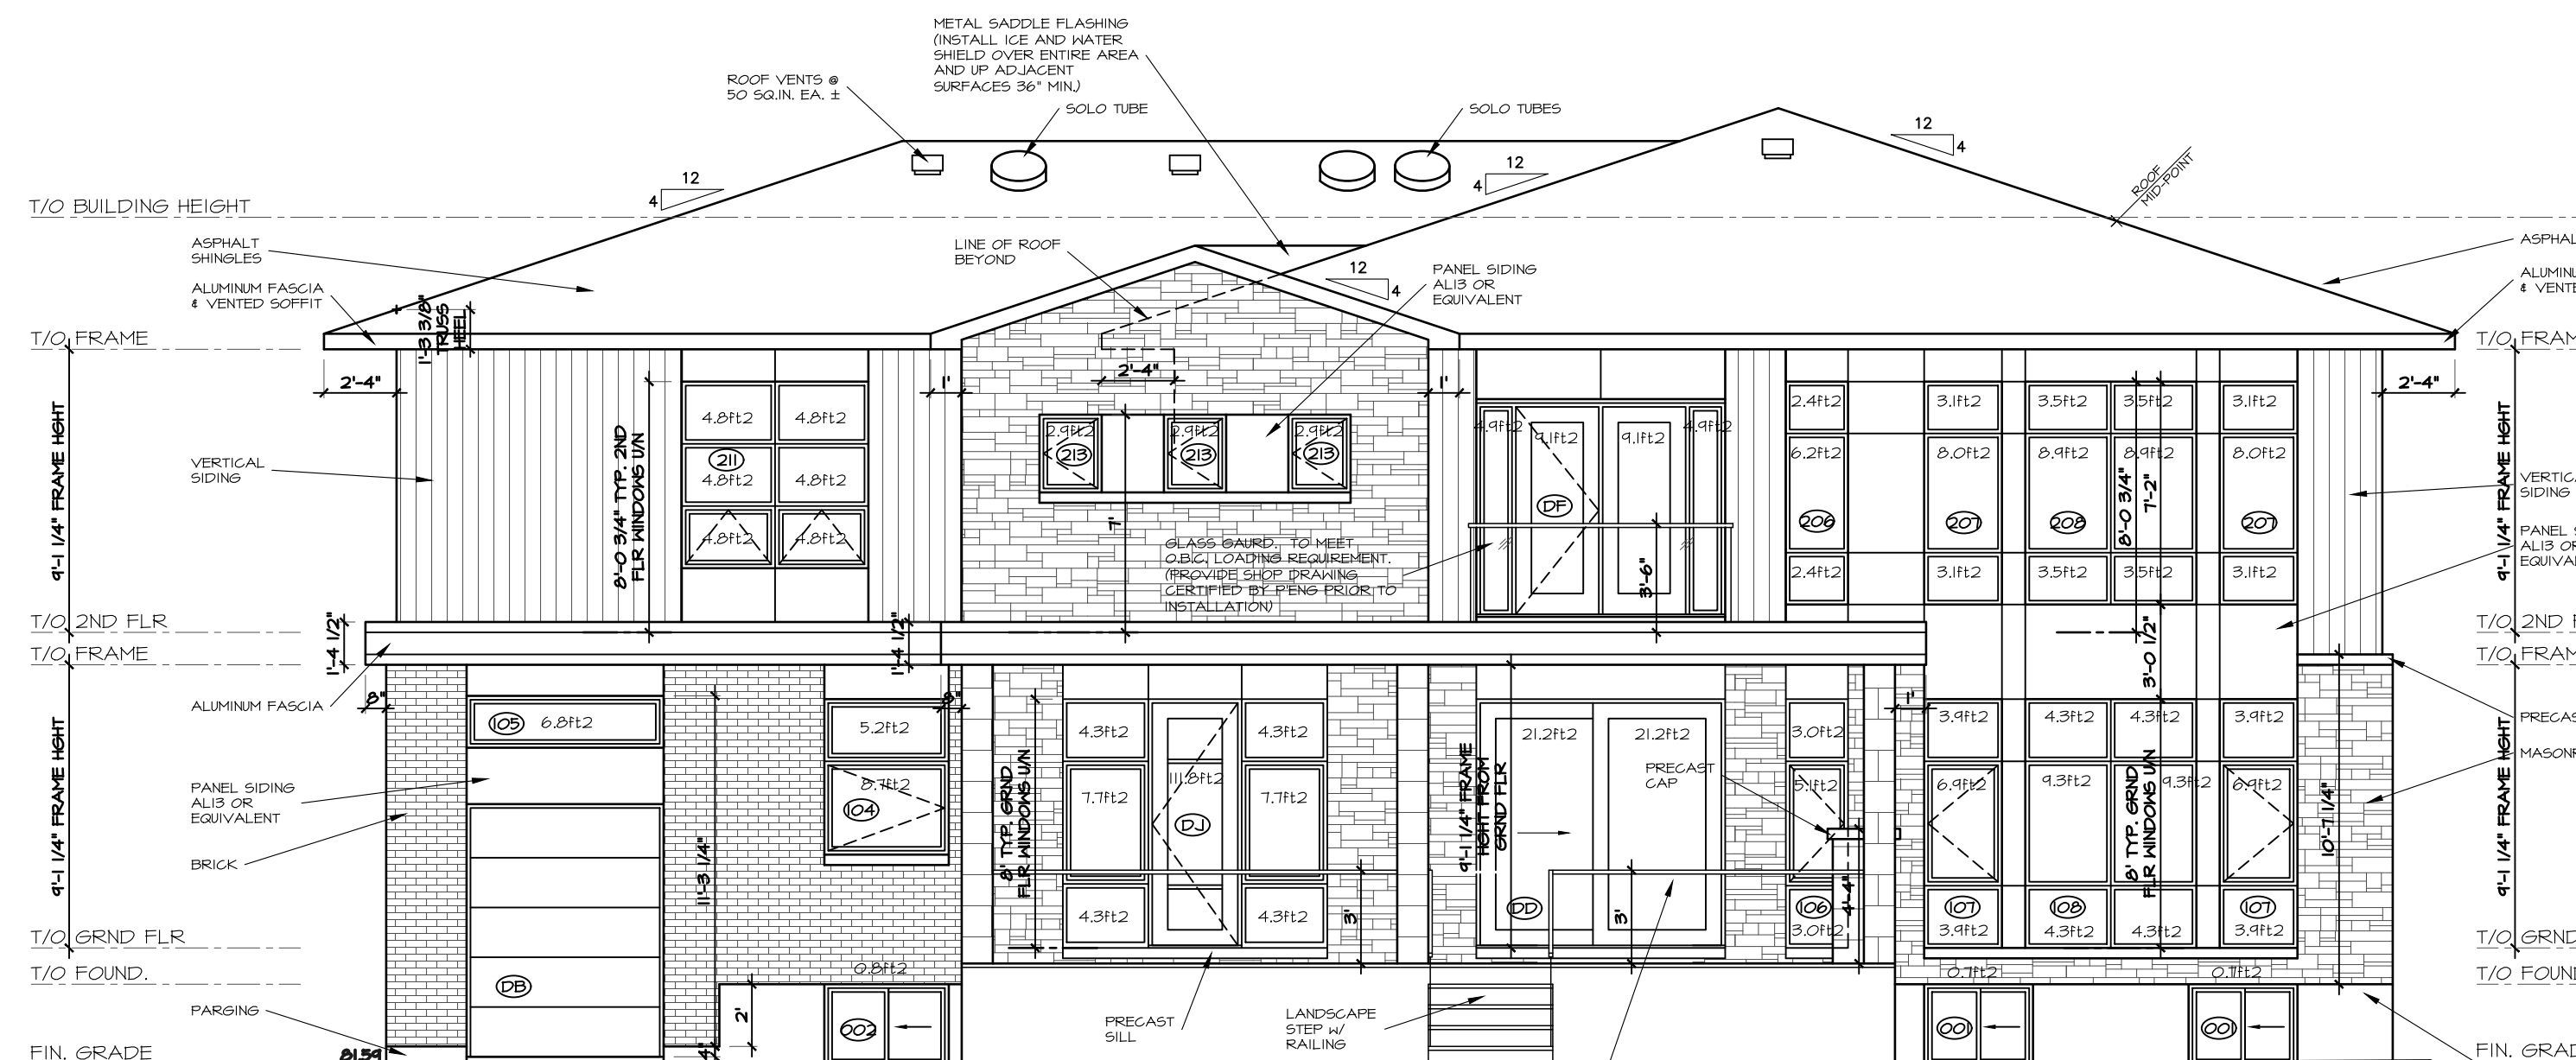 METAL SADDLE FLASHING
(INSTALL ICE AND WATER
SHIELD OVER ENTIRE AREA
AND UP ADJACENT
SURFACES 36" MIN.)
ROOF VENTS @
50 SQ.IN. EA. ±
SOLO TUBE
SOLO TUBES
12
4
12
4
12
4
ROOF
MID-POINT
T/O BUILDING HEIGHT
ASPHALT
SHINGLES
LINE OF ROOF
BEYOND
12
4
PANEL SIDING
AL13 OR
EQUIVALENT
ALUMINUM FASCIA
& VENTED SOFFIT
1'-3 3/8"
TRUSS
HEEL
T/O FRAME
2'-4"
1'
2'-4"
1'
2'-4"
9'-1 1/4" FRAME HGHT
VERTICAL
SIDING
8'-0 3/4" TYP. 2ND
FLR WINDOWS U/N
4.8ft2
4.8ft2
211
4.8ft2
4.8ft2
4.8ft2
4.8ft2
2.9ft2
2.9ft2
2.9ft2
213
213
213
7'
4.9ft2
9.1ft2
9.1ft2
4.9ft2
DF
GLASS GAURD. TO MEET
O.B.C. LOADING REQUIREMENT.
(PROVIDE SHOP DRAWING
CERTIFIED BY P.ENG PRIOR TO
INSTALLATION)
3'-6"
2.4ft2
3.1ft2
3.5ft2
3.5ft2
3.1ft2
6.2ft2
8.0ft2
8.9ft2
8.9ft2
8.0ft2
206
207
208
207
8'-0 3/4"
7'-2"
2.4ft2
3.1ft2
3.5ft2
3.5ft2
3.1ft2
9'-1 1/4" FRAME HGHT
T/O 2ND FLR
T/O FRAME
1'-4 1/2"
1'-4 1/2"
3'-0 1/2"
8"
8"
1'
ALUMINUM FASCIA
9'-1 1/4" FRAME HGHT
105
6.8ft2
5.2ft2
8.7ft2
104
PANEL SIDING
AL13 OR
EQUIVALENT
BRICK
11'-3 1/4"
8' TYP. GRND
FLR WINDOWS U/N
4.3ft2
4.3ft2
7.7ft2
7.7ft2
DJ
4.3ft2
4.3ft2
3'
9'-1 1/4" FRAME
HGHT FROM
GRND FLR
21.2ft2
21.2ft2
DD
3'
PRECAST
CAP
3.0ft2
5.1ft2
106
3.0ft2
4'-4"
3.9ft2
4.3ft2
4.3ft2
3.9ft2
6.9ft2
9.3ft2
9.3ft2
6.9ft2
8' TYP. GRND
FLR WINDOWS U/N
107
108
107
3.9ft2
4.3ft2
4.3ft2
3.9ft2
10'-7 1/4"
9'-1 1/4" FRAME HGHT
T/O GRND FLR
T/O FOUND.
0.8ft2
0.7ft2
DB
PARGING
2'
002
PRECAST
SILL
LANDSCAPE
STEP W/
RAILING
001
001
FIN. GRADE
4"